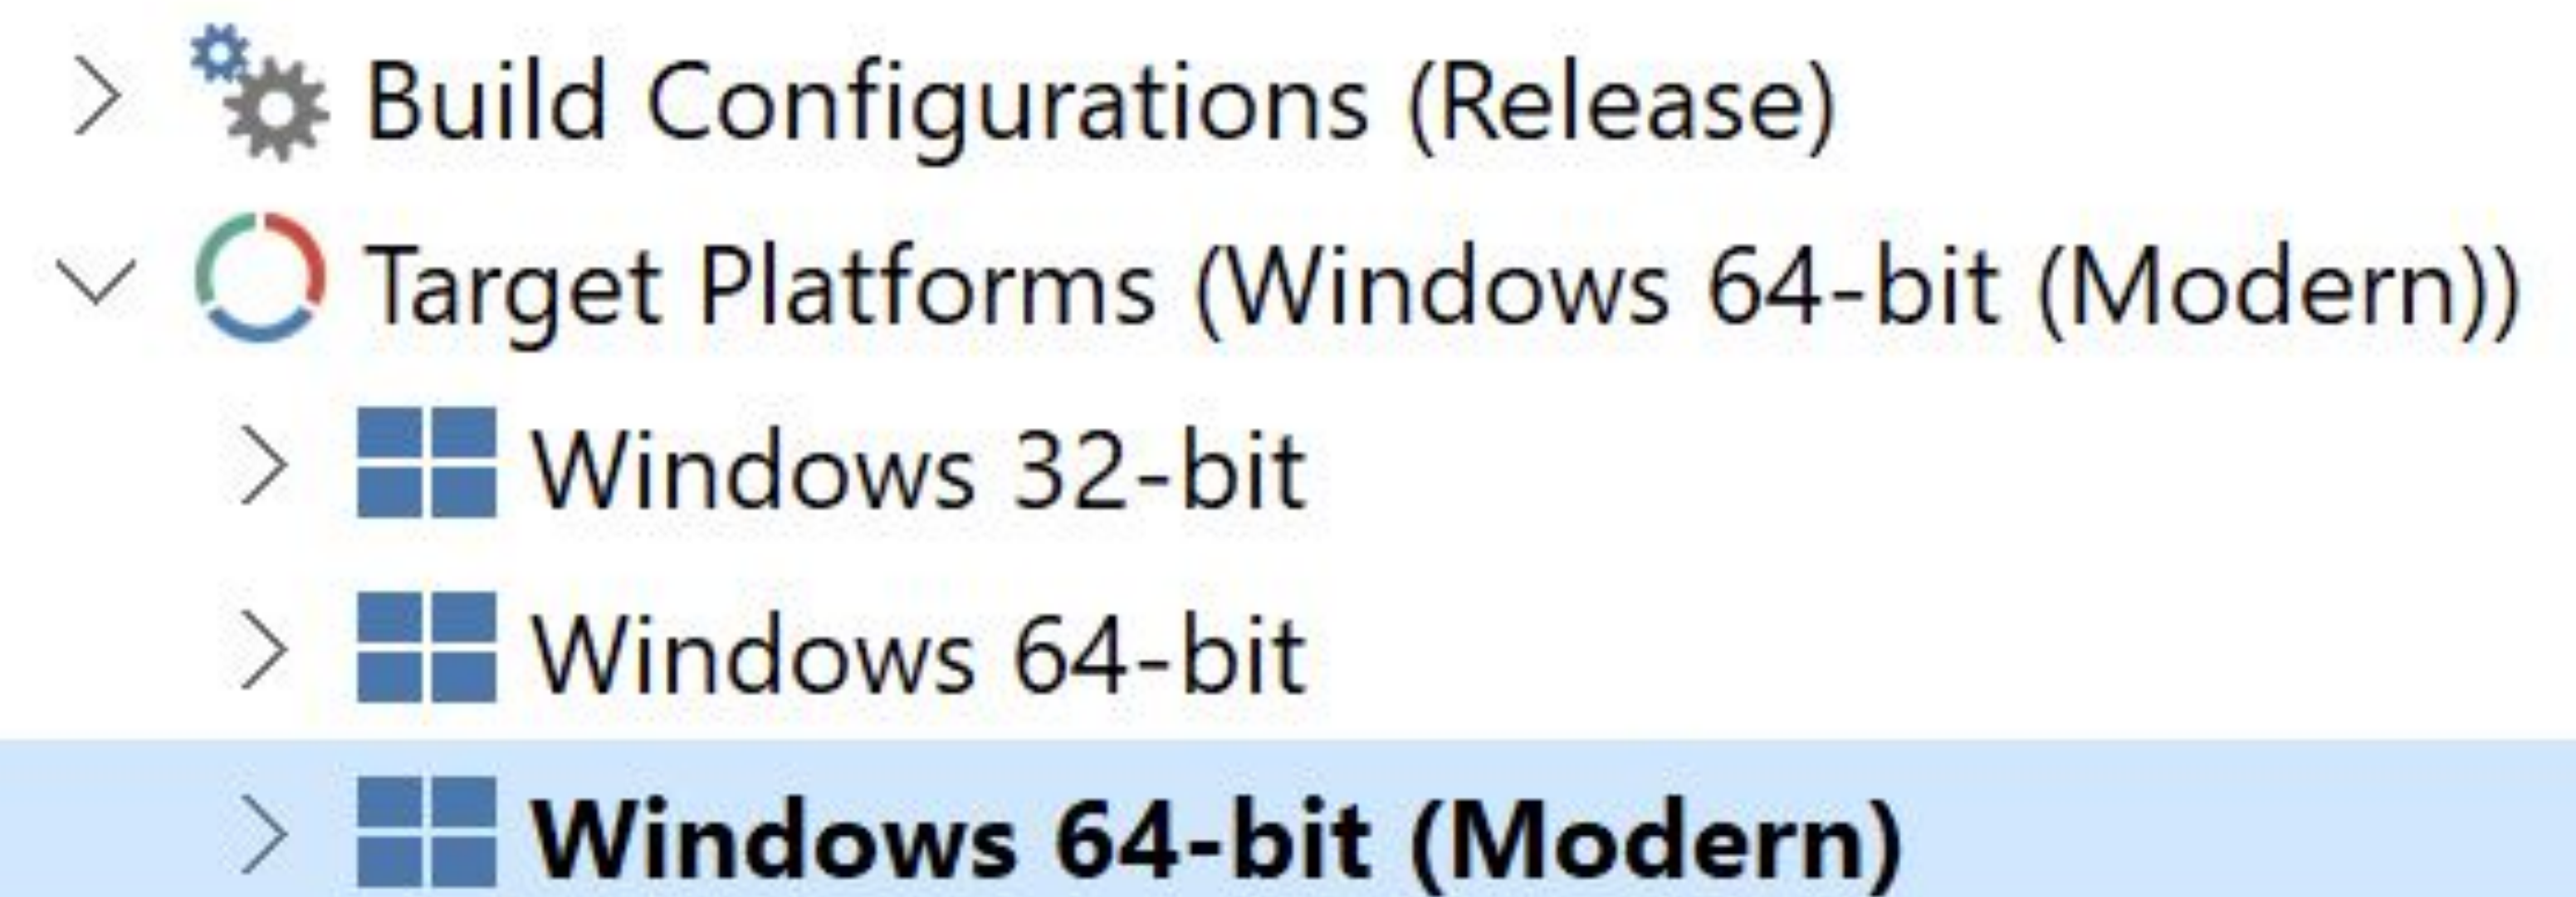 Build Configurations (Release)
Target Platforms (Windows 64-bit (Modern))
Windows 32-bit
Windows 64-bit
Windows 64-bit (Modern)